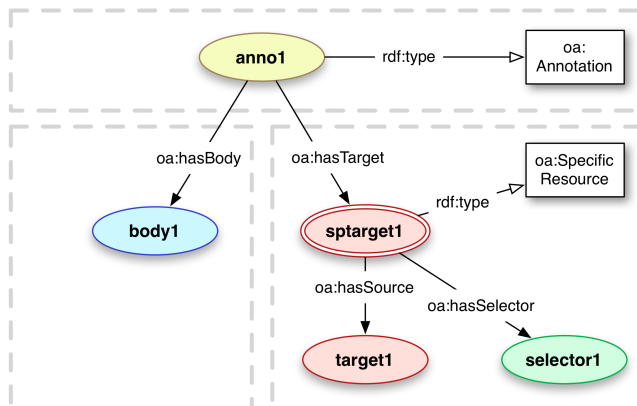 anno1
rdf:type
oa:
Annotation
oa:hasBody
oa:hasTarget
oa:Specific
Resource
rdf:type
body1
sptarget1
oa:hasSource
oa:hasSelector
target1
selector1